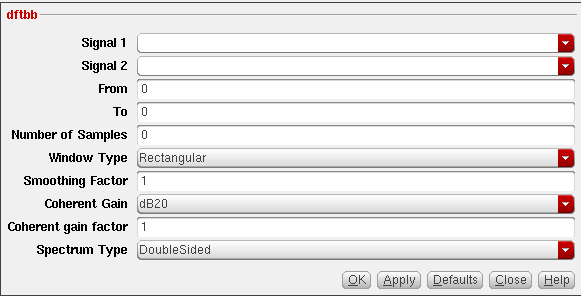 dftbb
Signal 1
Signal 2
From 0
To 0
Number of Samples 0
Window Type Rectangular
Smoothing Factor 1
Coherent Gain dB20
Coherent gain factor 1
Spectrum Type DoubleSided
OK Apply Defaults Close Help